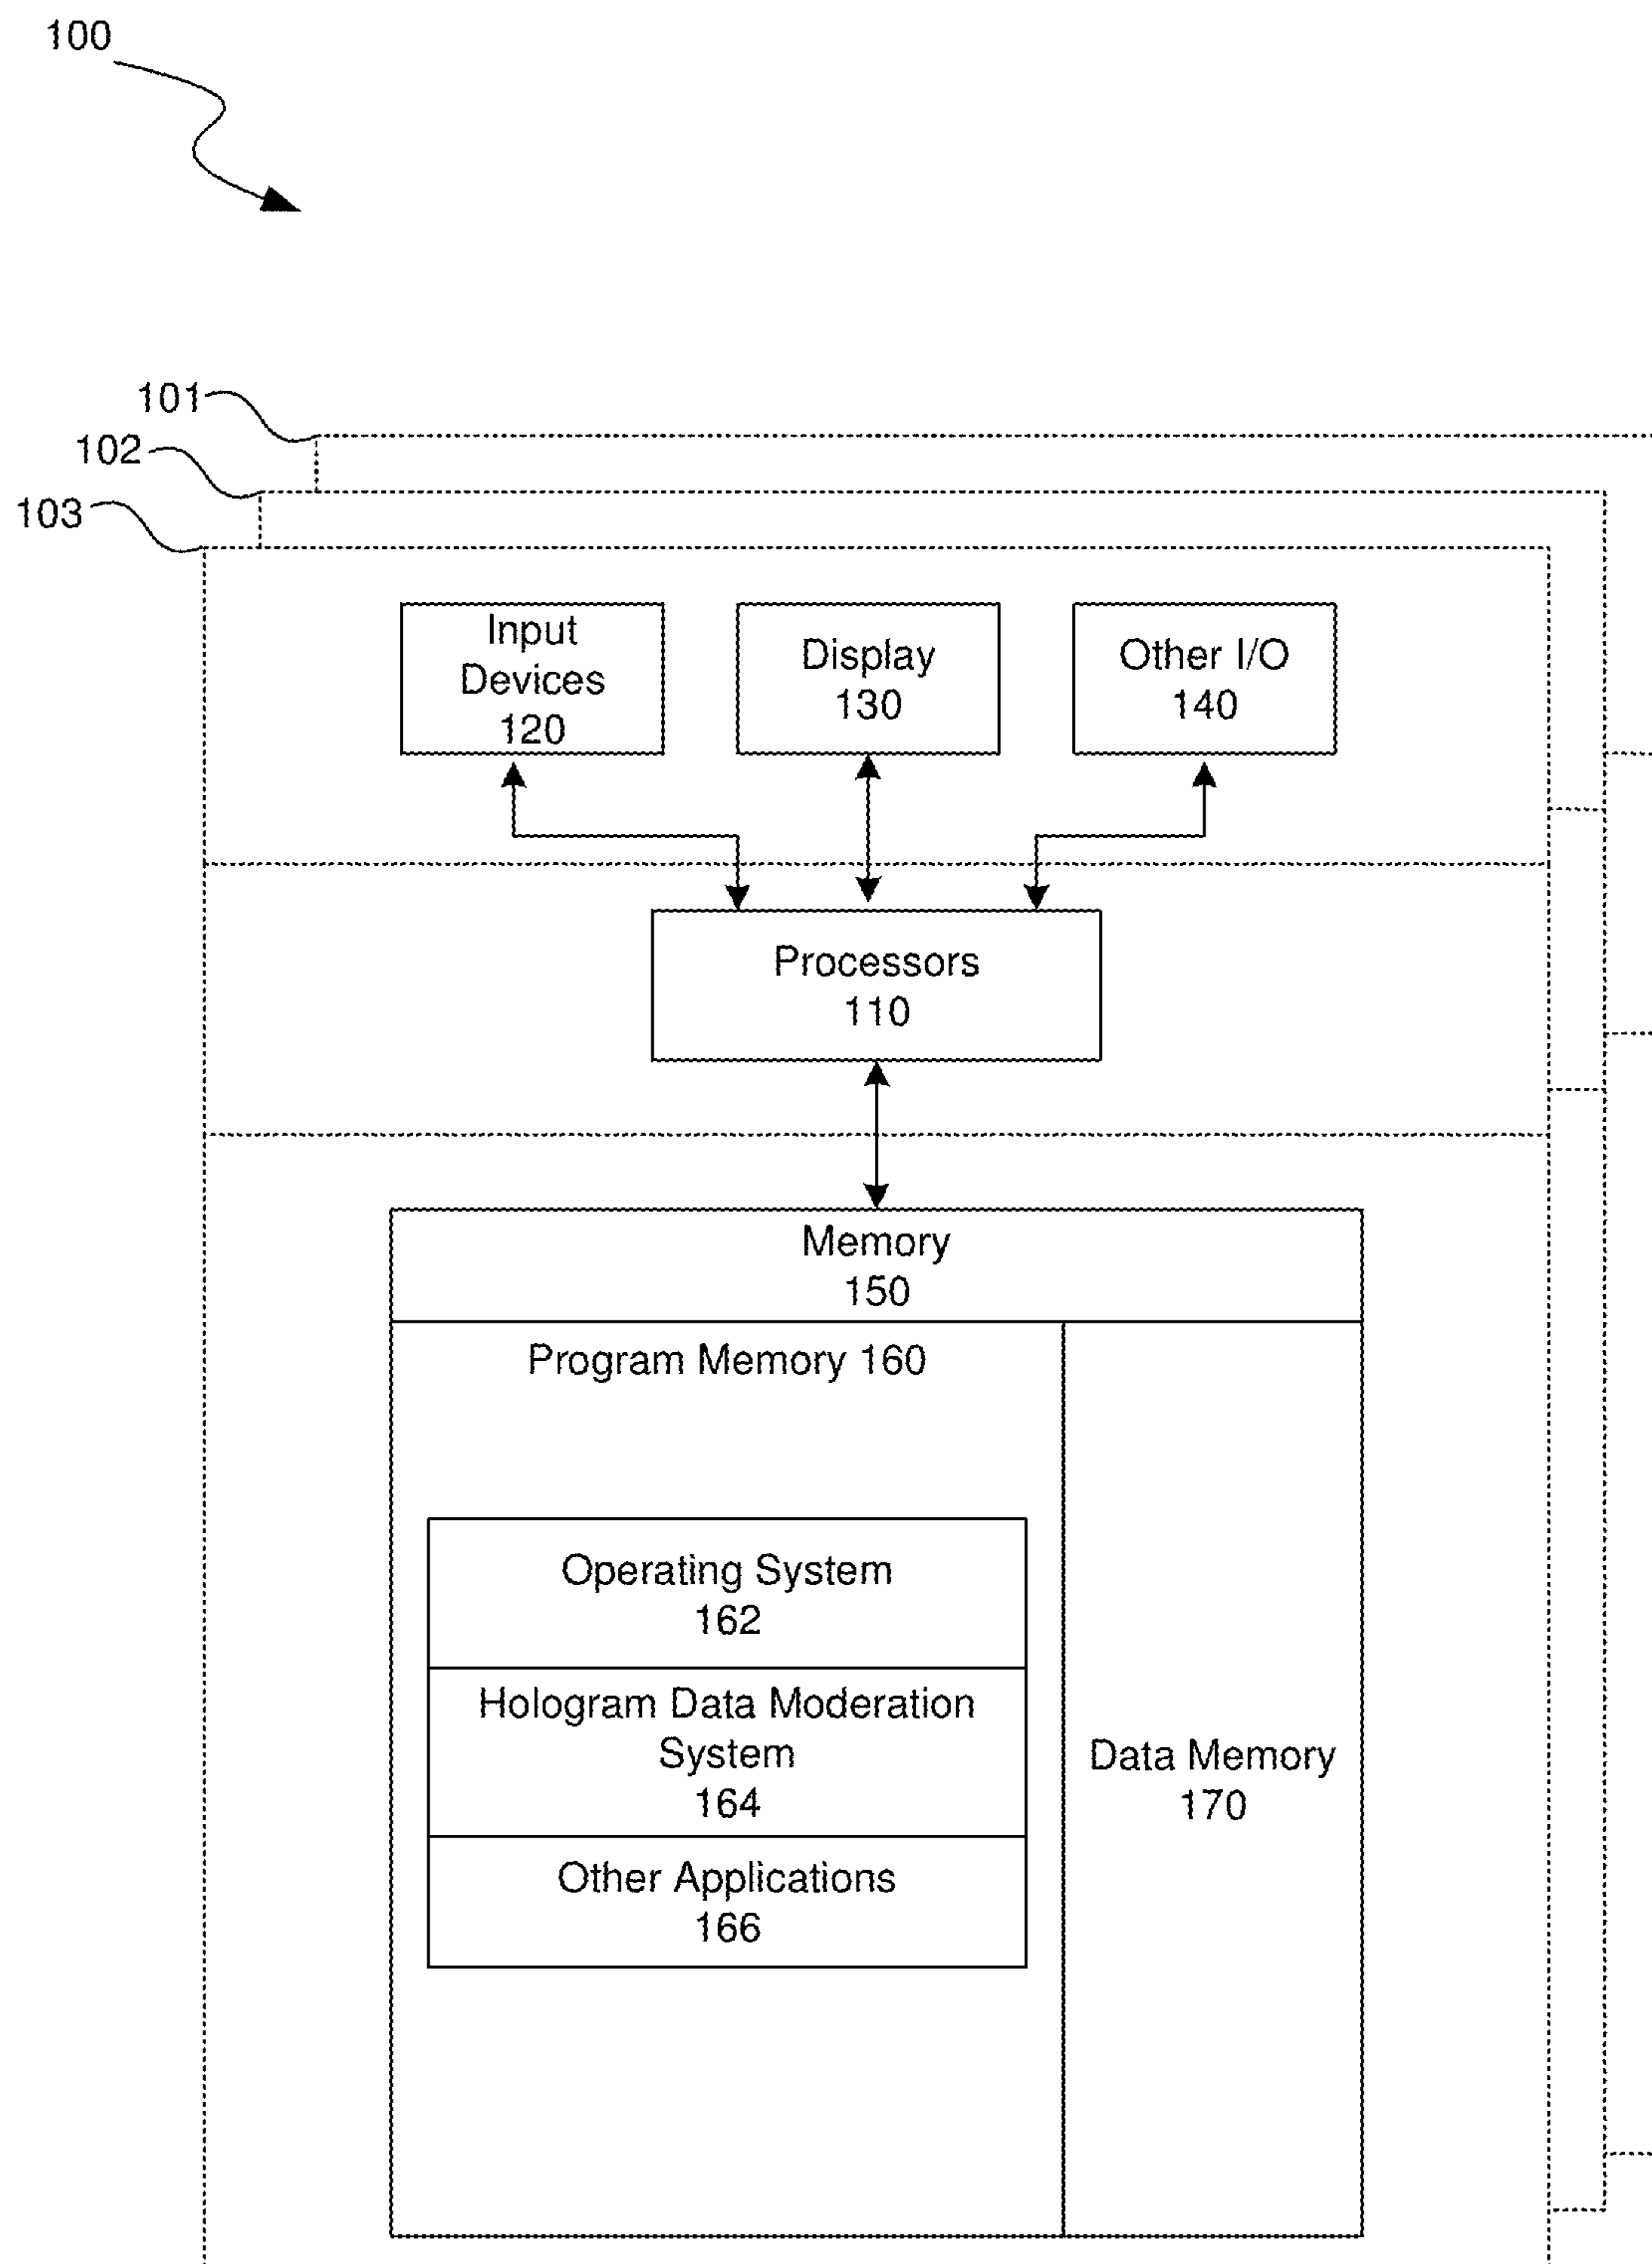 100
101
102
103
Input
Devices
120
Display
130
Other I/O
140
Processors
110
Memory
150
Program Memory 160
Operating System
162
Hologram Data Moderation
System
164
Other Applications
166
Data Memory
170